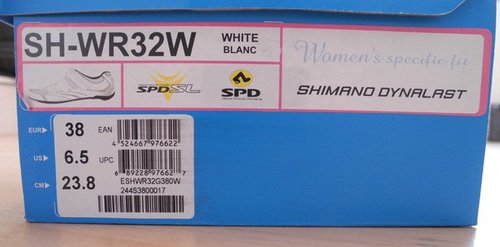 SH-WR32W
WHITE
BLANC
Women's specific fit
SPD-SL
SPD
SHIMANO DYNALAST
EUR 38 EAN
4 524667 976622
US 6.5 UPC
6 89228 97662 7
CM 23.8
ESHWR32G380W
244S3800017